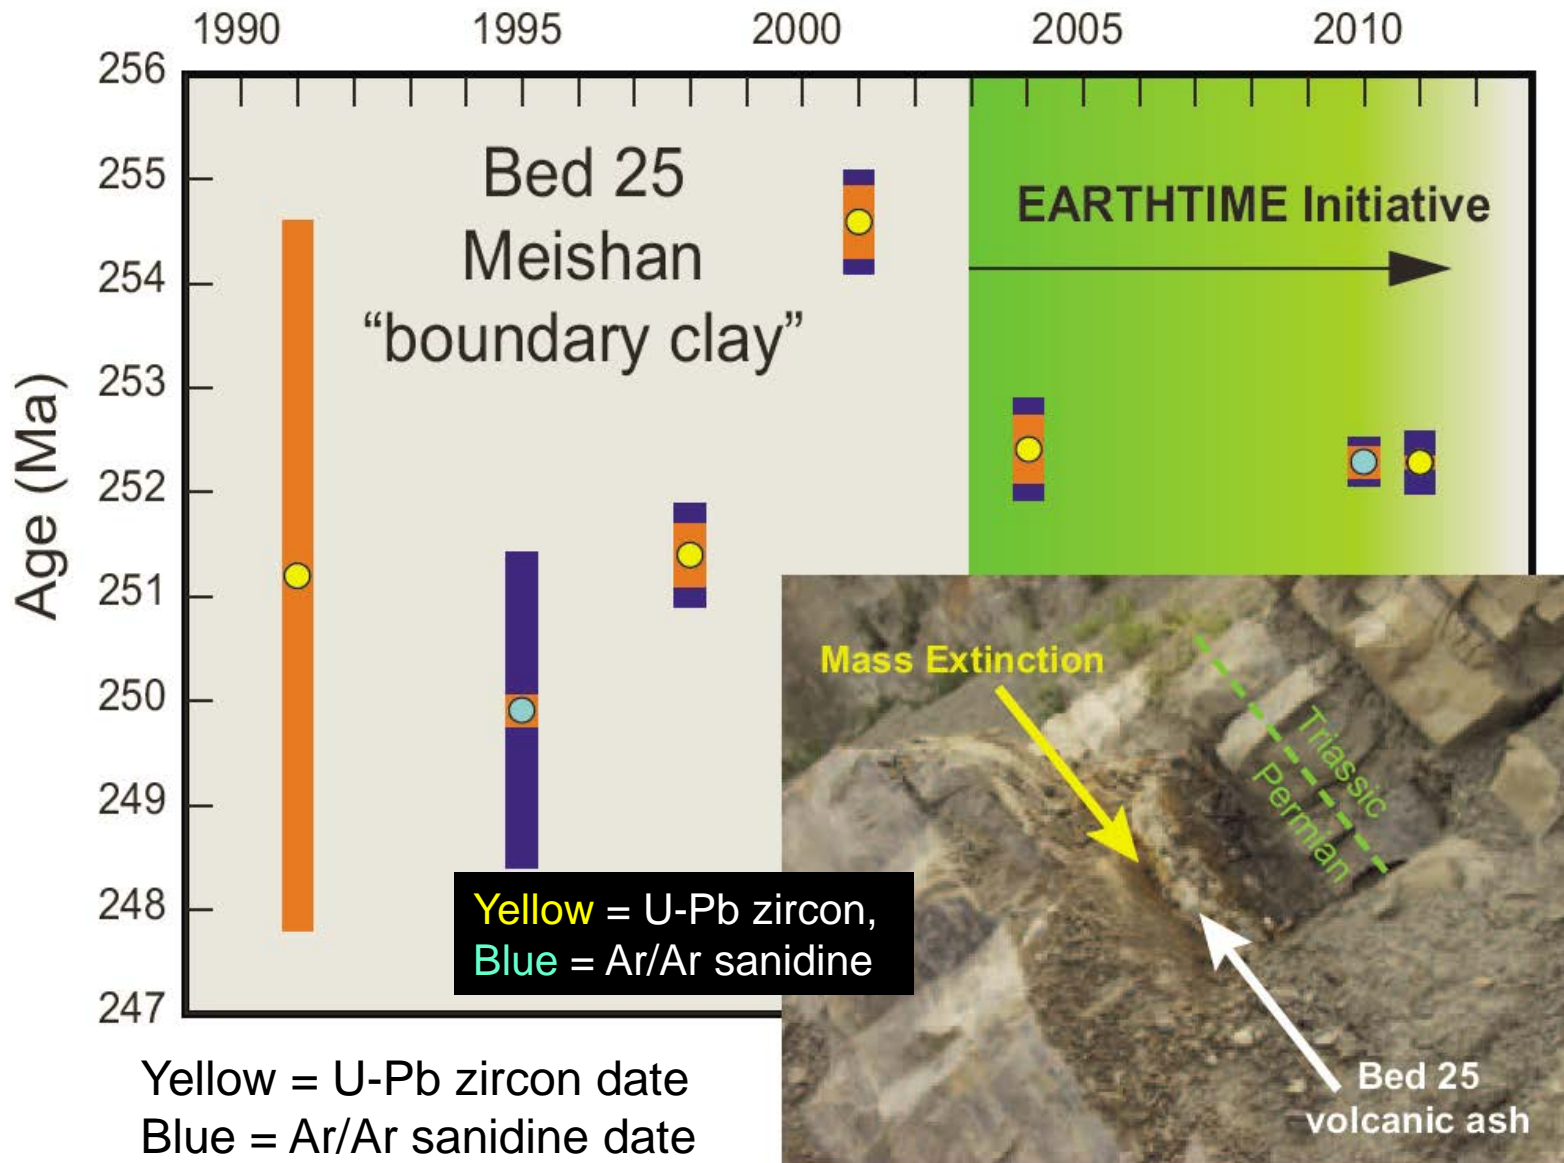 1990 1995 2000 2005 2010
256
255
254
253
252
251
250
249
248
247
Age (Ma)
Bed 25
Meishan
“boundary clay”
EARTHTIME Initiative
Mass Extinction
Triassic
Permian
Yellow = U-Pb zircon,
Blue = Ar/Ar sanidine
Bed 25
volcanic ash
Yellow = U-Pb zircon date
Blue = Ar/Ar sanidine date